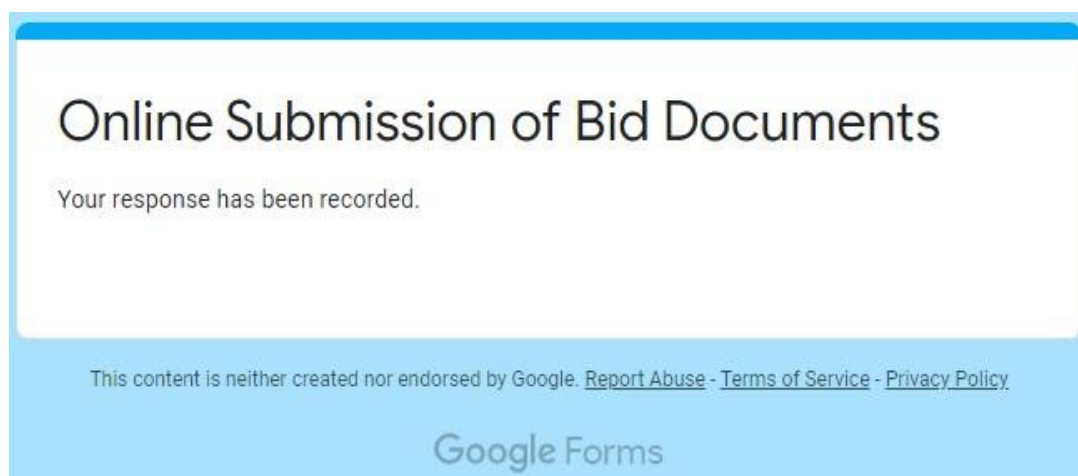 Online Submission of Bid Documents
Your response has been recorded.
This content is neither created nor endorsed by Google. Report Abuse - Terms of Service - Privacy Policy
Google Forms